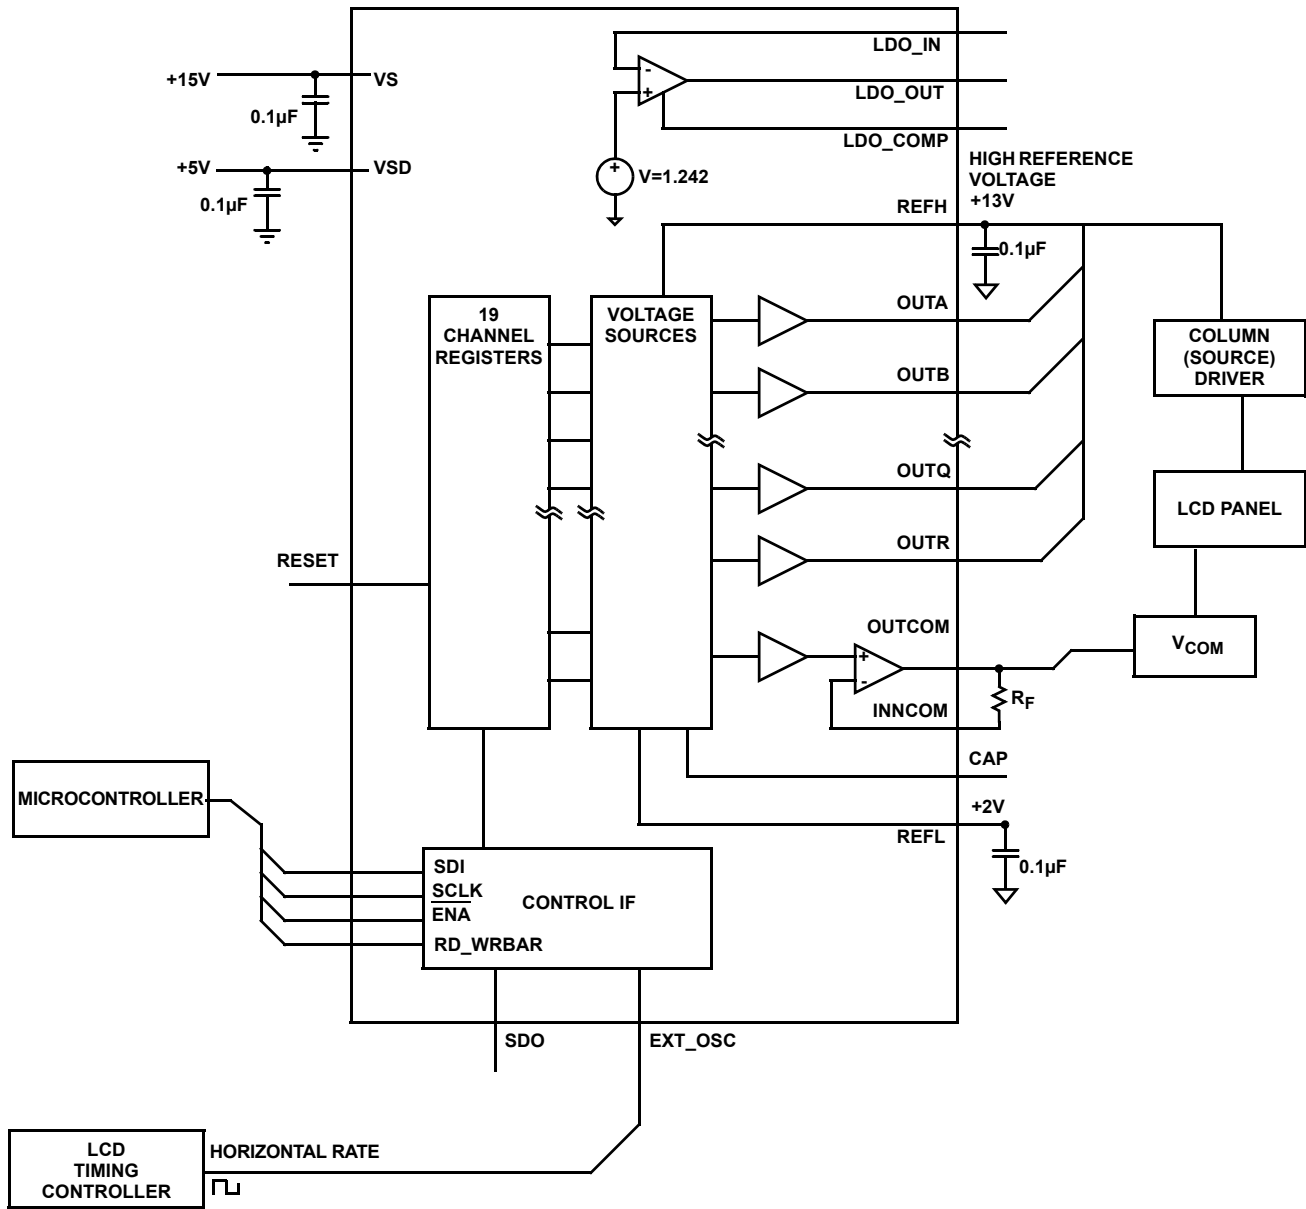 LDO_IN
+15V
VS
-
+
LDO_OUT
0.1µF
LDO_COMP
+5V
VSD
+
V=1.242
HIGH REFERENCE
VOLTAGE
+13V
0.1µF
REFH
0.1µF
19
CHANNEL
REGISTERS
VOLTAGE
SOURCES
OUTA
COLUMN
(SOURCE)
DRIVER
OUTB
OUTQ
LCD PANEL
OUTR
RESET
OUTCOM
+
-
VCOM
INNCOM
RF
CAP
MICROCONTROLLER
+2V
REFL
0.1µF
SDI
SCLK
ENA
RD_WRBAR
CONTROL IF
SDO
EXT_OSC
LCD
TIMING
CONTROLLER
HORIZONTAL RATE